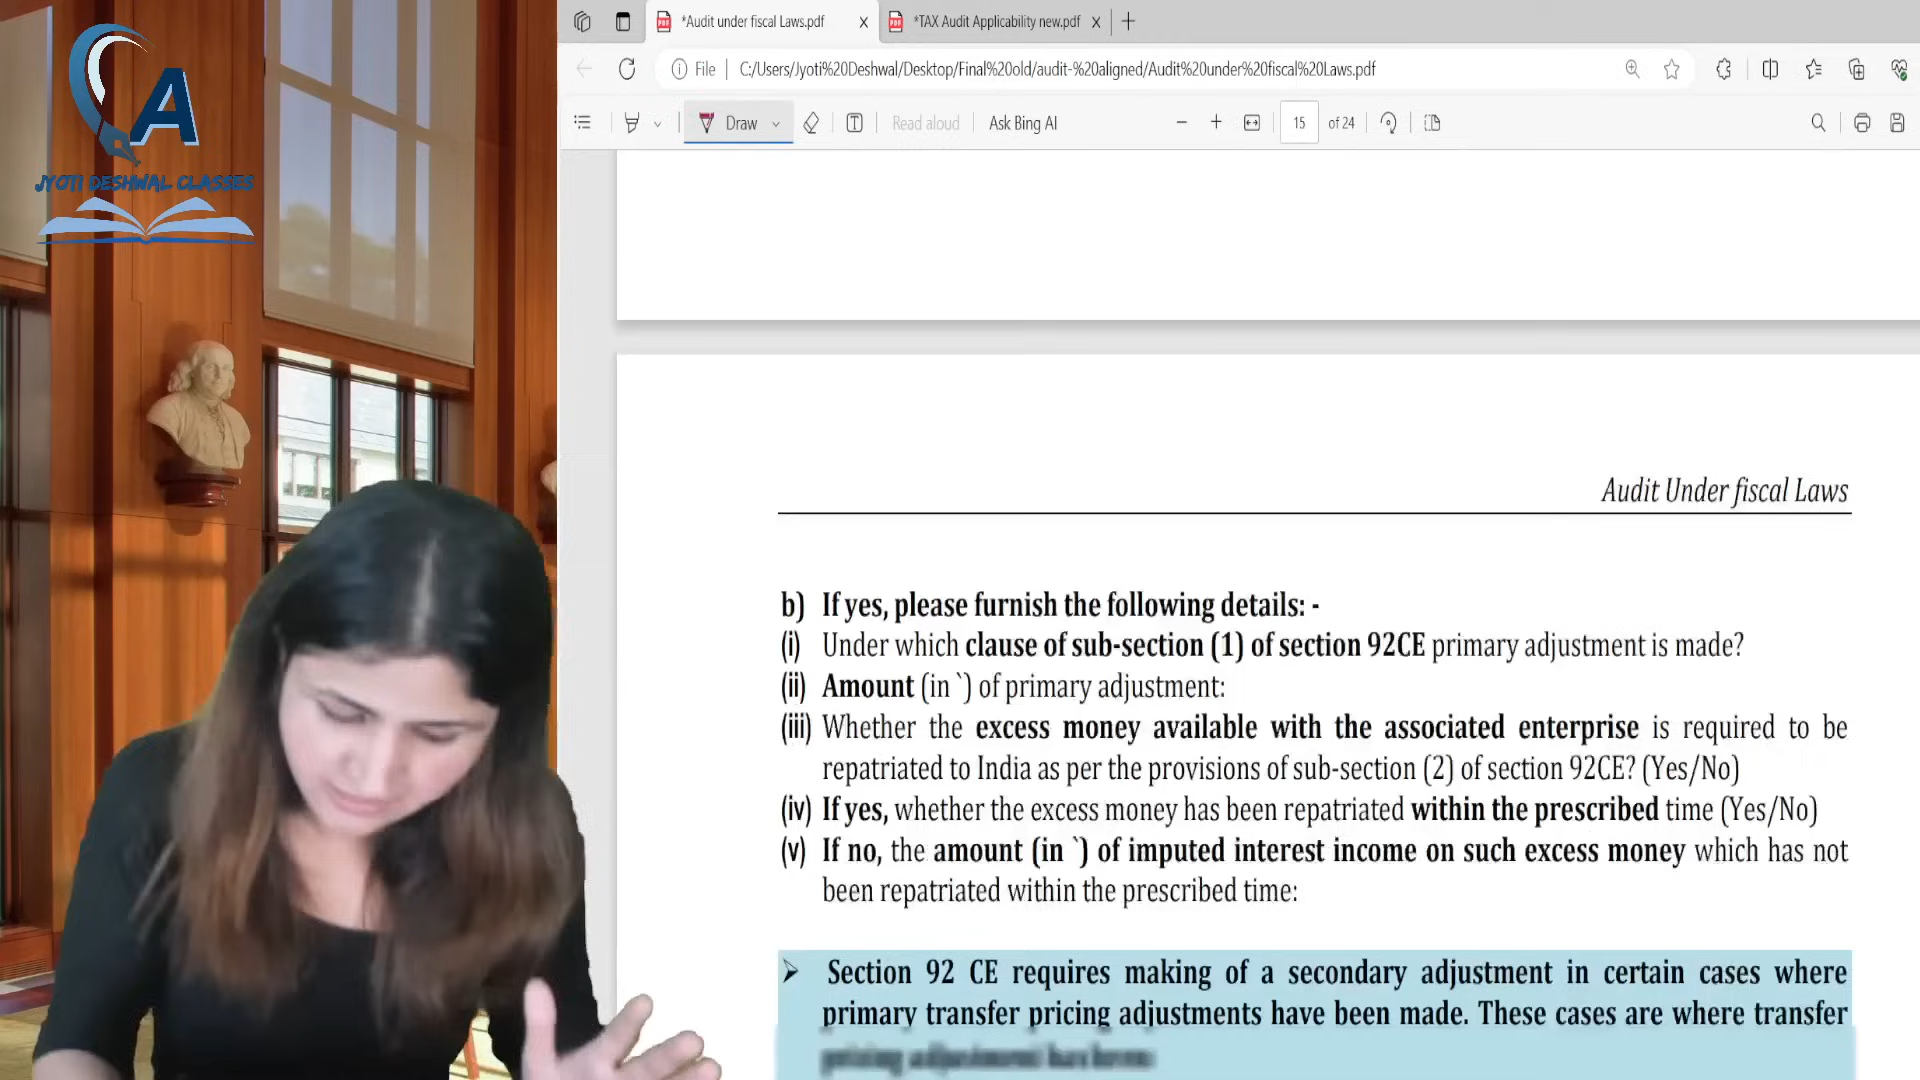 *Audit under fiscal Laws.pdf
*TAX Audit Applicability new.pdf
File
C:/Users/Jyoti%20Deshwal/Desktop/Final%20old/audit-%20aligned/Audit%20under%20fiscal%20Laws.pdf
Draw
Read aloud
Ask Bing AI
15 of 24
CA
JYOTI DESHWAL CLASSES
Audit Under fiscal Laws
b) If yes, please furnish the following details: -
(i) Under which clause of sub-section (1) of section 92CE primary adjustment is made?
(ii) Amount (in `) of primary adjustment:
(iii) Whether the excess money available with the associated enterprise is required to be
repatriated to India as per the provisions of sub-section (2) of section 92CE? (Yes/No)
(iv) If yes, whether the excess money has been repatriated within the prescribed time (Yes/No)
(v) If no, the amount (in `) of imputed interest income on such excess money which has not
been repatriated within the prescribed time:
➤ Section 92 CE requires making of a secondary adjustment in certain cases where
primary transfer pricing adjustments have been made. These cases are where transfer